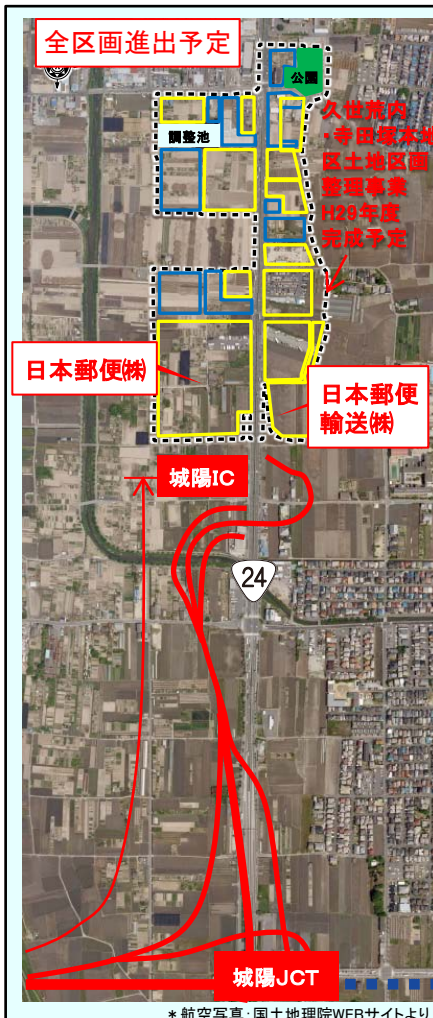 全区画進出予定
公園
調整池
久世荒内
・寺田塚本地
区土地区画
整理事業
H29年度
完成予定
日本郵便㈱
日本郵便
輸送㈱
城陽IC
24
城陽JCT
＊航空写真：国土地理院WEBサイトより